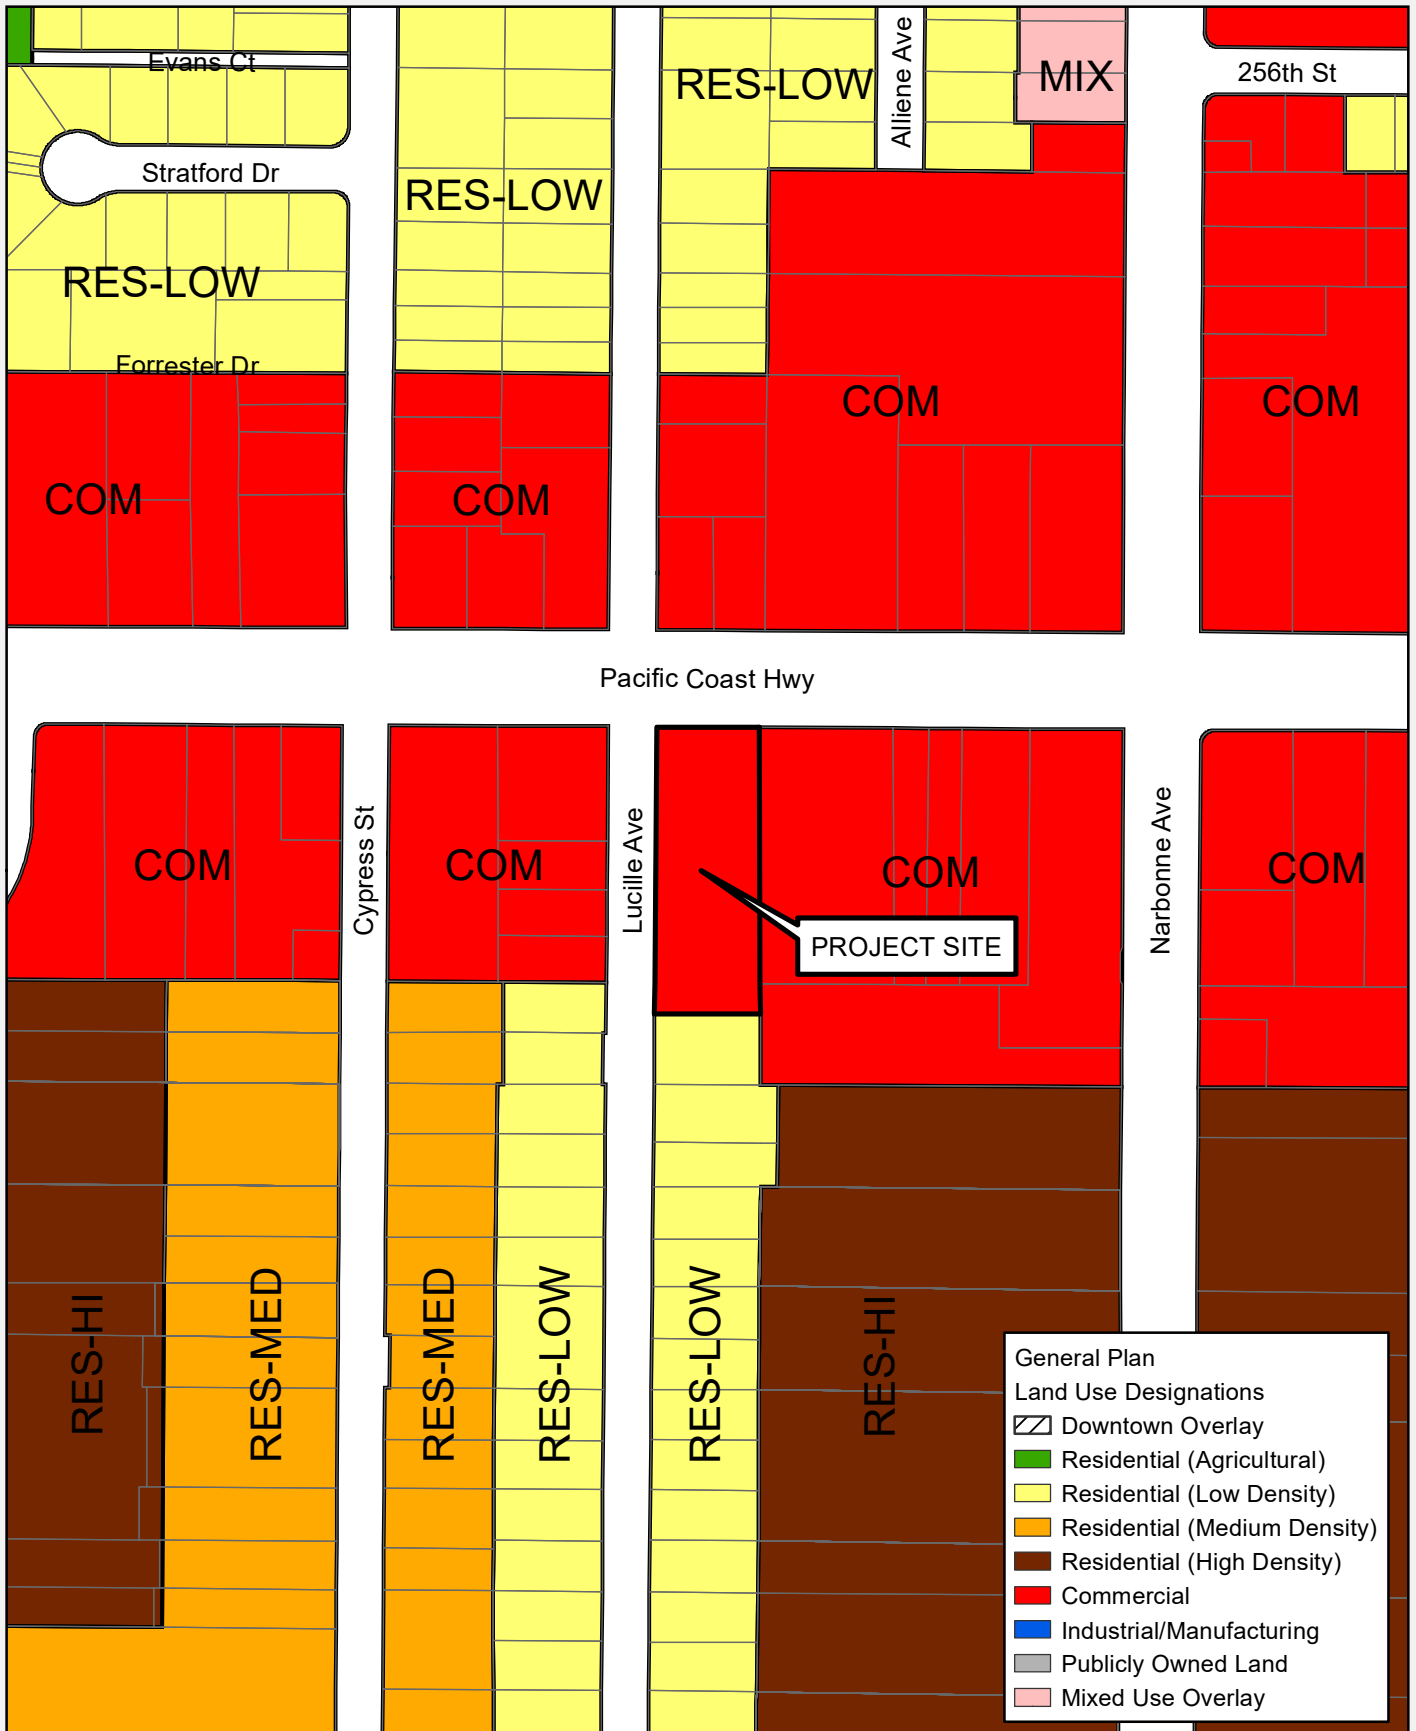 Evans Ct
Alliene Ave
RES-LOW
MIX
256th St
Stratford Dr
RES-LOW
RES-LOW
Forrester Dr
COM
COM
COM
COM
Pacific Coast Hwy
COM
Cypress St
COM
Lucille Ave
COM
Narbonne Ave
COM
PROJECT SITE
RES-HI
RES-MED
RES-MED
RES-LOW
RES-LOW
RES-HI
General Plan
Land Use Designations
Downtown Overlay
Residential (Agricultural)
Residential (Low Density)
Residential (Medium Density)
Residential (High Density)
Commercial
Industrial/Manufacturing
Publicly Owned Land
Mixed Use Overlay